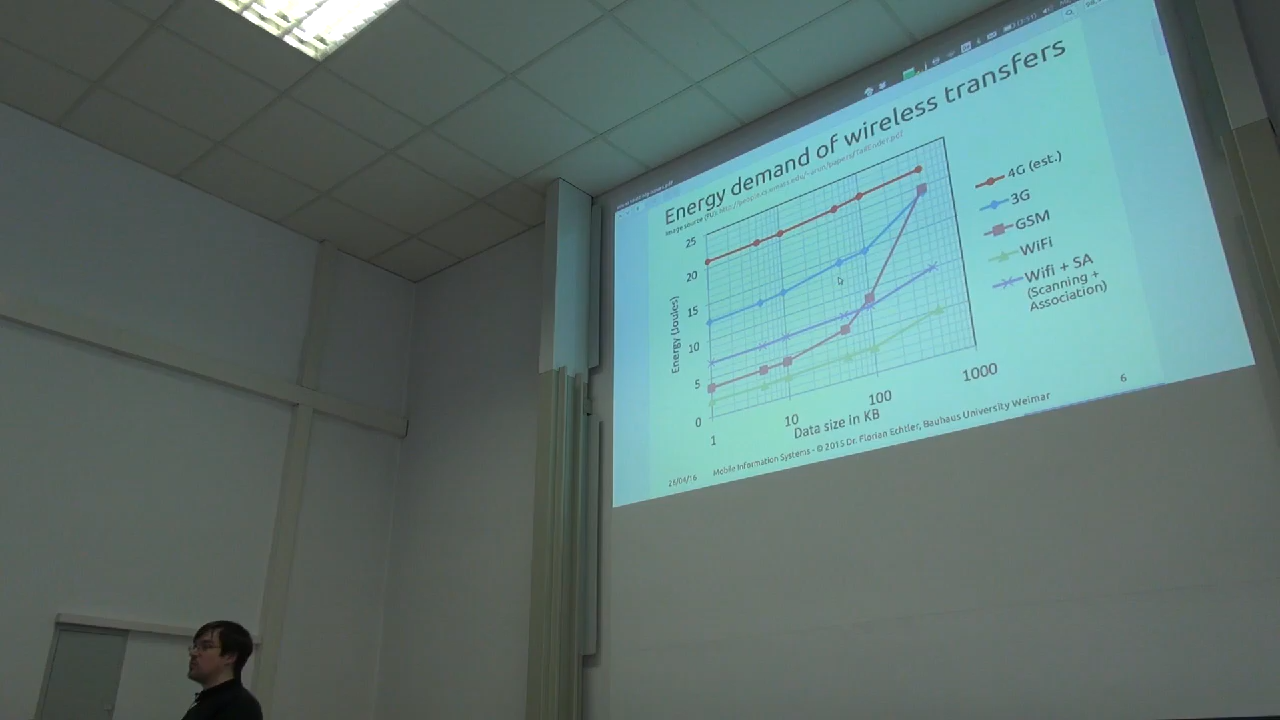 Energy demand of wireless transfers
25
20
15
10
5
0
Energy (Joules)
1
10
100
1000
Data size in KB
4G (est.)
3G
GSM
WiFi
Wifi + SA
(Scanning +
Association)
6
Mobile Information Systems - © 2015 Dr. Florian Echtler, Bauhaus University Weimar